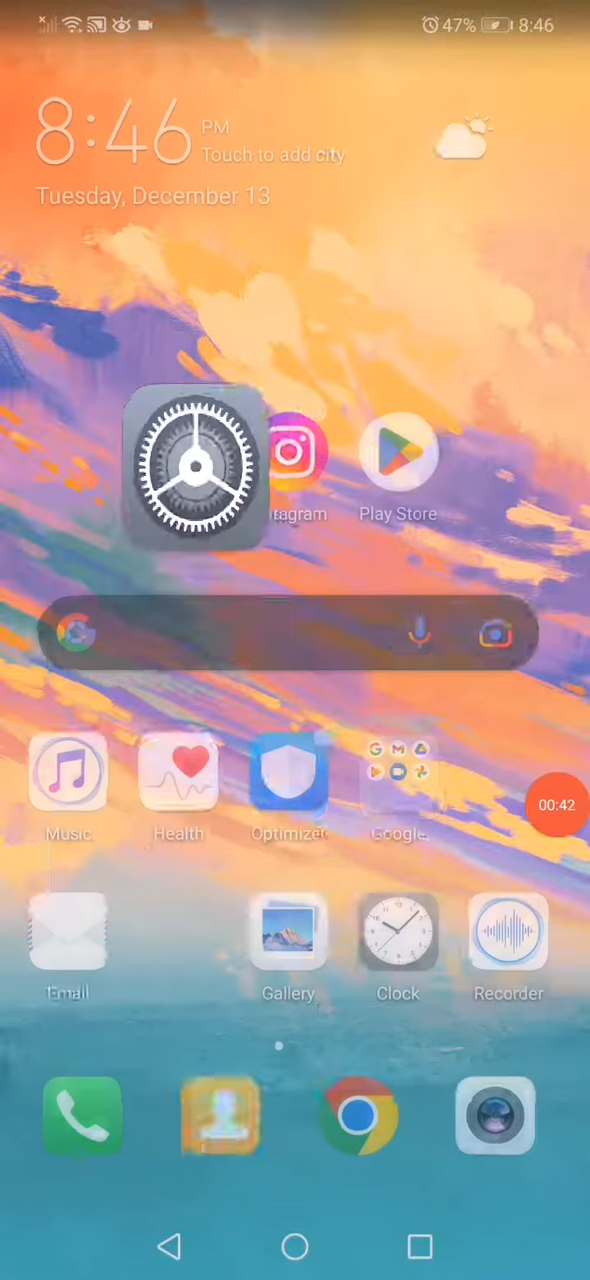 47% 8:46
8:46 PM
Touch to add city
Tuesday, December 13
tagram Play Store
Music Health Optimizer Google
00:42
Email Gallery Clock Recorder